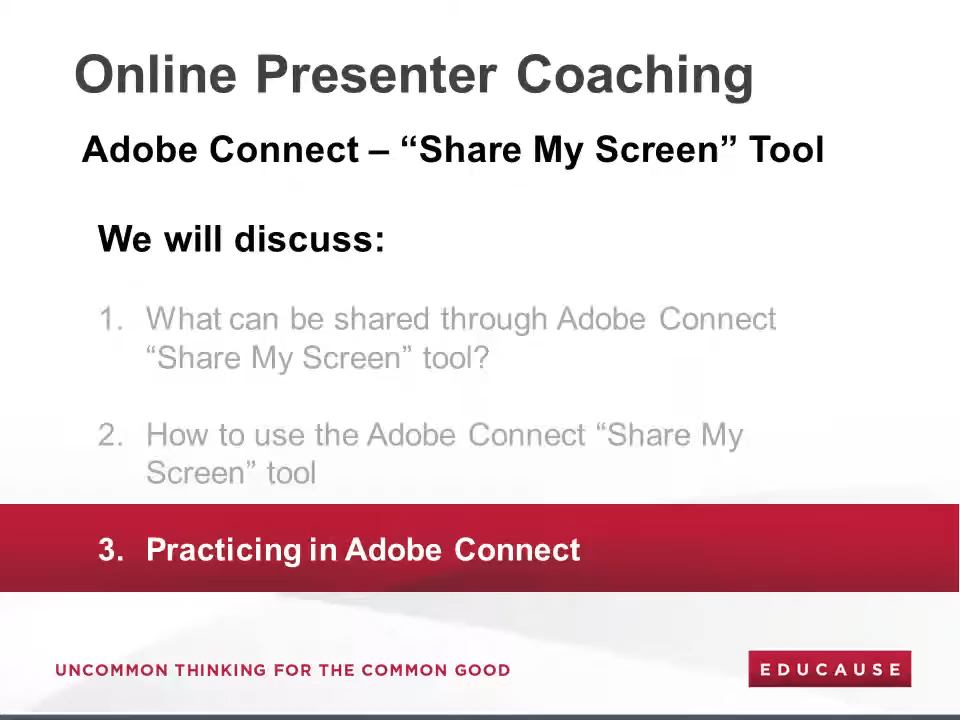 Online Presenter Coaching
Adobe Connect – “Share My Screen” Tool
We will discuss:
1. What can be shared through Adobe Connect
“Share My Screen” tool?
2. How to use the Adobe Connect “Share My
Screen” tool
3. Practicing in Adobe Connect
UNCOMMON THINKING FOR THE COMMON GOOD
EDUCAUSE